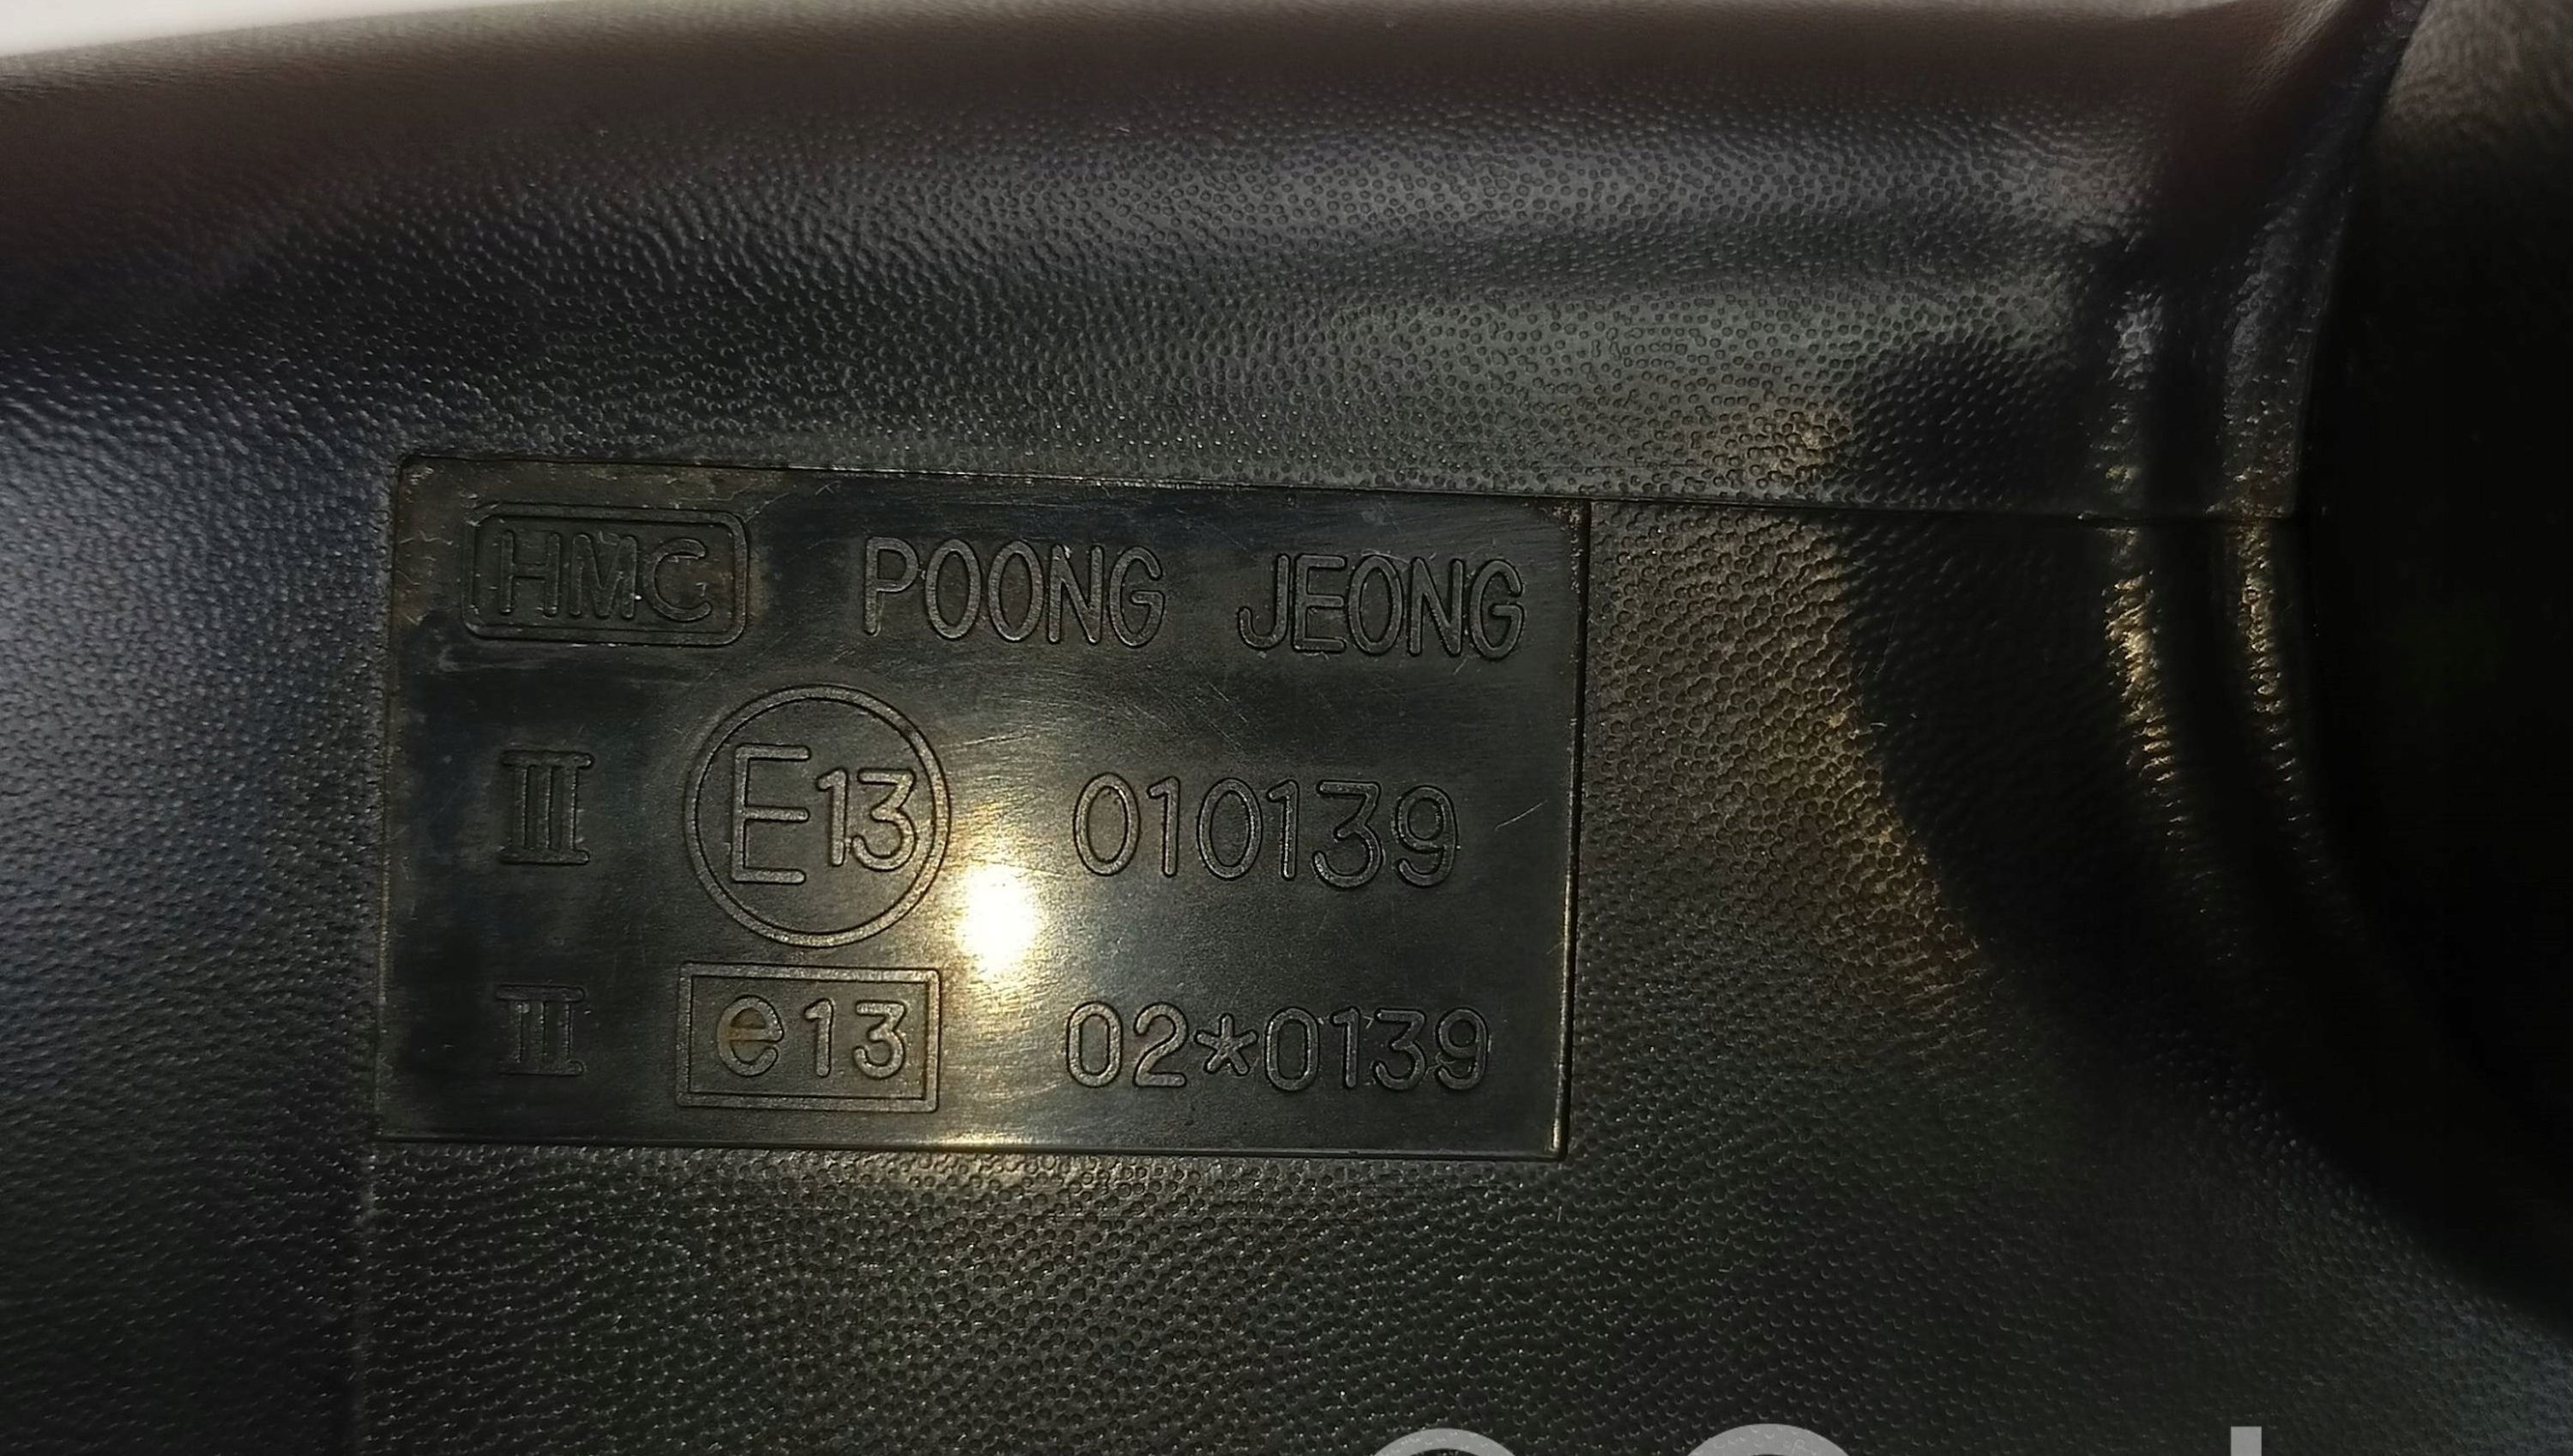 HMC POONG JEONG
III E13 010139
II e13 02*0139